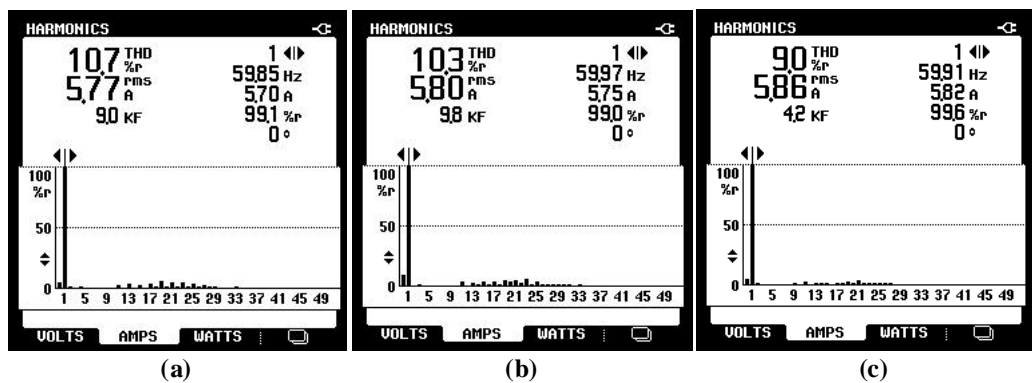 HARMONICS
10,7 THD %r
5,77 rms A
9,0 KF
1
59,85 Hz
5,70 A
99,1 %r
0 °
100
%r
50
0
1 5 9 13 17 21 25 29 33 37 41 45 49
VOLTS AMPS WATTS
(a)
HARMONICS
10,3 THD %r
5,80 rms A
9,8 KF
1
59,97 Hz
5,75 A
99,0 %r
0 °
100
%r
50
0
1 5 9 13 17 21 25 29 33 37 41 45 49
VOLTS AMPS WATTS
(b)
HARMONICS
9,0 THD %r
5,86 rms A
4,2 KF
1
59,91 Hz
5,82 A
99,6 %r
0 °
100
%r
50
0
1 5 9 13 17 21 25 29 33 37 41 45 49
VOLTS AMPS WATTS
(c)